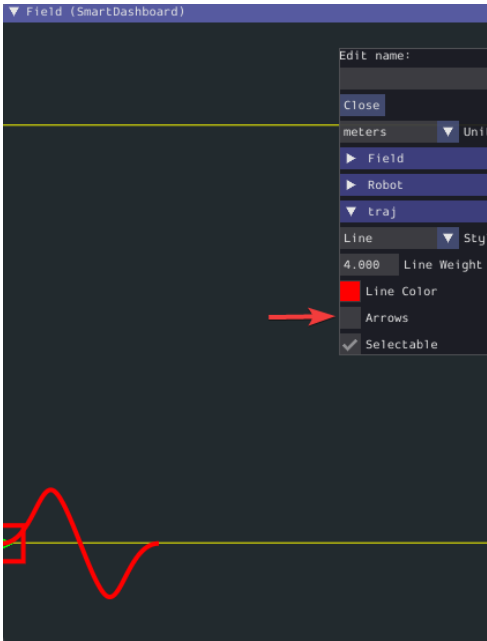 Field (SmartDashboard)
Edit name:
Close
meters
Field
Robot
traj
Line
4.000 Line Weight
Line Color
Arrows
Selectable